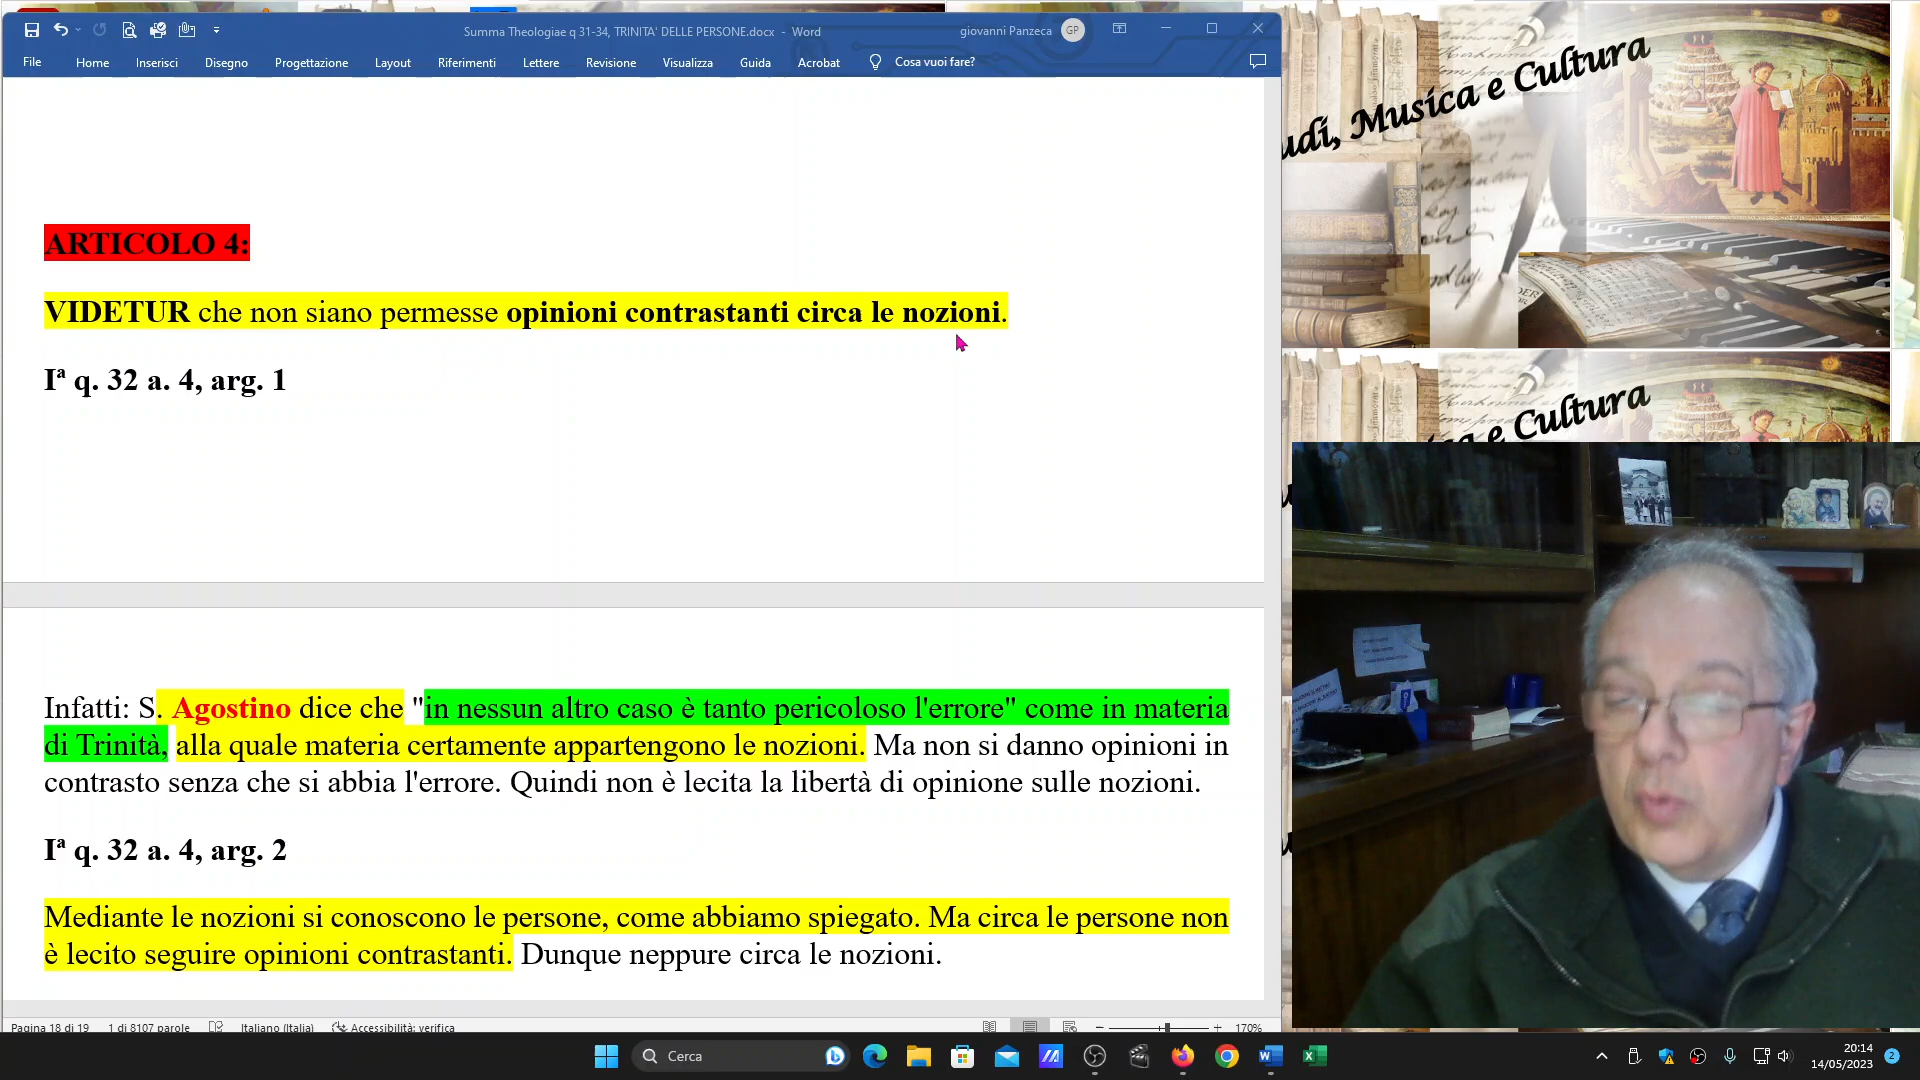 Summa Theologiae q 31-34, TRINITA' DELLE PERSONE.docx - Word
giovanni Panzeca GP
File Home Inserisci Disegno Progettazione Layout Riferimenti Lettere Revisione Visualizza Guida Acrobat Cosa vuoi fare?
ARTICOLO 4:
VIDETUR che non siano permesse opinioni contrastanti circa le nozioni.
Iª q. 32 a. 4, arg. 1
Infatti: S. Agostino dice che "in nessun altro caso è tanto pericoloso l'errore" come in materia
di Trinità, alla quale materia certamente appartengono le nozioni. Ma non si danno opinioni in
contrasto senza che si abbia l'errore. Quindi non è lecita la libertà di opinione sulle nozioni.
Iª q. 32 a. 4, arg. 2
Mediante le nozioni si conoscono le persone, come abbiamo spiegato. Ma circa le persone non
è lecito seguire opinioni contrastanti. Dunque neppure circa le nozioni.
Pagina 18 di 19 1 di 8107 parole Italiano (Italia) Accessibilità: verifica 170%
udi, Musica e Cultura
e Cultura
Cerca
20:14
14/05/2023
2